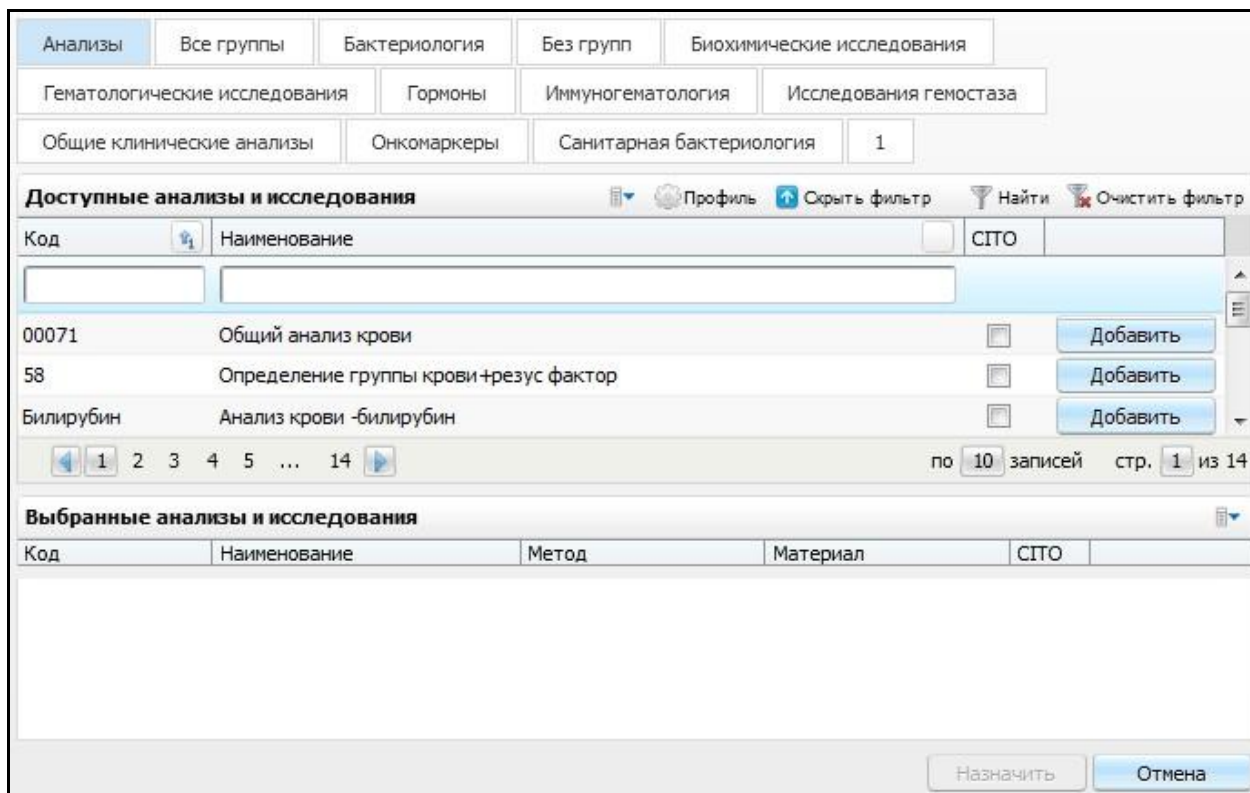 Анализы Все группы Бактериология Без групп Биохимические исследования
Гематологические исследования Гормоны Иммуногематология Исследования гемостаза
Общие клинические анализы Онкомаркеры Санитарная бактериология 1
Доступные анализы и исследования Профиль Скрыть фильтр Найти Очистить фильтр
Код 1 Наименование CITO
00071 Общий анализ крови Добавить
58 Определение группы крови+резус фактор Добавить
Билирубин Анализ крови -билирубин Добавить
1 2 3 4 5 ... 14 по 10 записей стр. 1 из 14
Выбранные анализы и исследования
Код Наименование Метод Материал CITO
Назначить Отмена